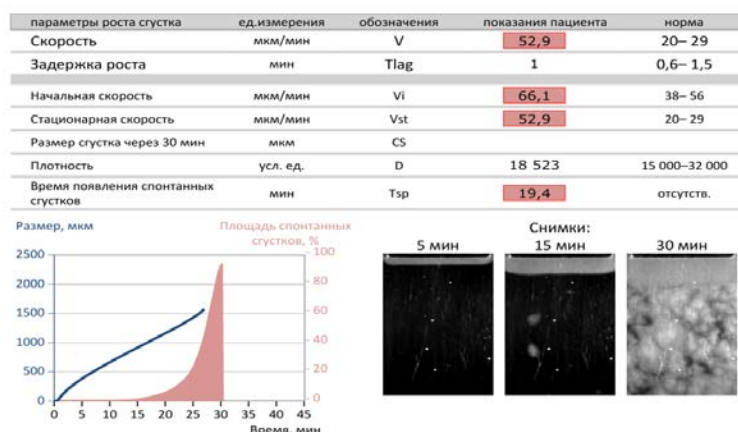 параметры роста сгустка ед.измерения обозначения показания пациента норма
Скорость мкм/мин V 52,9 20– 29
Задержка роста мин Tlag 1 0,6– 1,5
Начальная скорость мкм/мин Vi 66,1 38– 56
Стационарная скорость мкм/мин Vst 52,9 20– 29
Размер сгустка через 30 мин мкм CS
Плотность усл. ед. D 18 523 15 000–32 000
Время появления спонтанных
сгустков мин Tsp 19,4 отсутств.
Размер, мкм
Площадь спонтанных
сгустков, %
2500
2000
1500
1000
500
0
100
80
60
40
20
0
0 5 10 15 20 25 30 35 40 45
Время, мин
Снимки:
5 мин 15 мин 30 мин